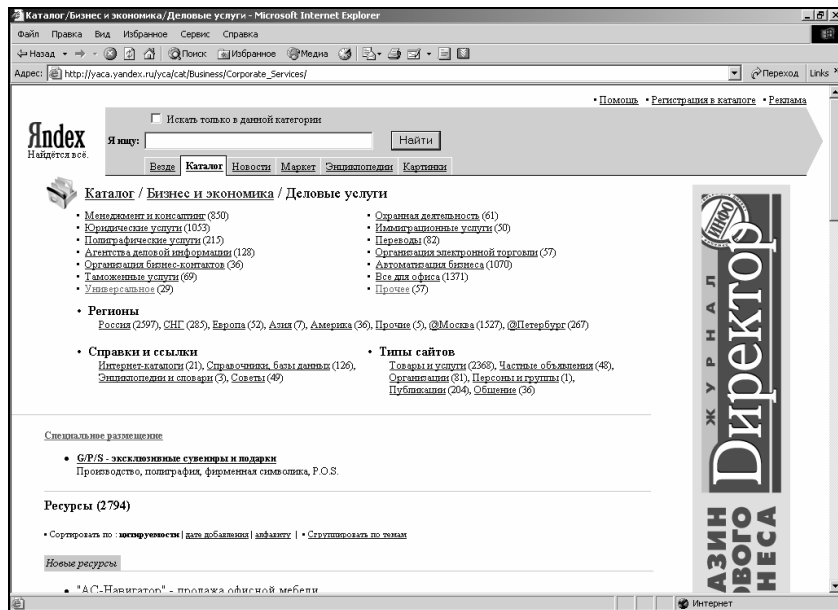 Каталог/Бизнес и экономика/Деловые услуги - Microsoft Internet Explorer
Файл Правка Вид Избранное Сервис Справка
Назад Поиск Избранное Медиа
Адрес: http://yaca.yandex.ru/yca/cat/Business/Corporate_Services/ Переход Links »
• Помощь • Регистрация в каталоге • Реклама
Искать только в данной категории
Яndex
Найдётся всё.
Я ищу: Найти
Везде Каталог Новости Маркет Энциклопедии Картинки
Каталог / Бизнес и экономика / Деловые услуги
• Менеджмент и консалтинг (850)
• Юридические услуги (1053)
• Полиграфические услуги (215)
• Агентства деловой информации (128)
• Организация бизнес-контактов (36)
• Таможенные услуги (69)
• Универсальное (29)
• Охранная деятельность (61)
• Иммиграционные услуги (50)
• Переводы (82)
• Организация электронной торговли (57)
• Автоматизация бизнеса (1070)
• Все для офиса (1371)
• Прочее (57)
• Регионы
Россия (2597), СНГ (285), Европа (52), Азия (7), Америка (36), Прочие (5), @Москва (1527), @Петербург (267)
• Справки и ссылки
Интернет-каталоги (21), Справочники, базы данных (126),
Энциклопедии и словари (3), Советы (49)
• Типы сайтов
Товары и услуги (2368), Частные объявления (48),
Организации (81), Персоны и группы (1),
Публикации (204), Общение (36)
Специальное размещение
• G/P/S - эксклюзивные сувениры и подарки
Производство, полиграфия, фирменная символика, P.O.S.
Ресурсы (2794)
• Сортировать по : цитируемости | дате добавления | алфавиту | • Сгруппировать по темам
Новые ресурсы
• "АС-Навигатор" - продажа офисной мебели
ЖУРНАЛ
Dиректор
ИНФО
АЗИН
ОВОГО
НЕСА
Интернет